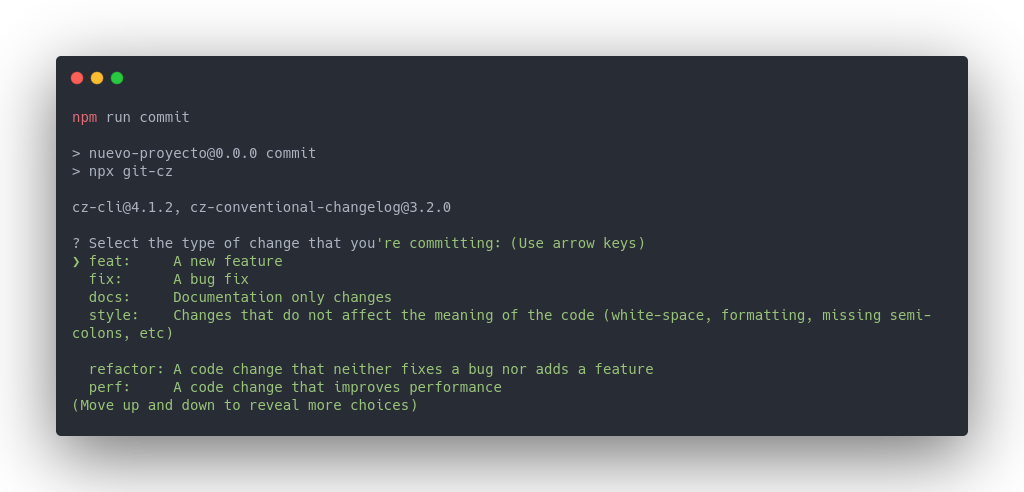 npm run commit
> nuevo-proyecto@0.0.0 commit
> npx git-cz
cz-cli@4.1.2, cz-conventional-changelog@3.2.0
? Select the type of change that you're committing: (Use arrow keys)
❯ feat:     A new feature
  fix:      A bug fix
  docs:     Documentation only changes
  style:    Changes that do not affect the meaning of the code (white-space, formatting, missing semi-
colons, etc)
  refactor: A code change that neither fixes a bug nor adds a feature
  perf:     A code change that improves performance
(Move up and down to reveal more choices)